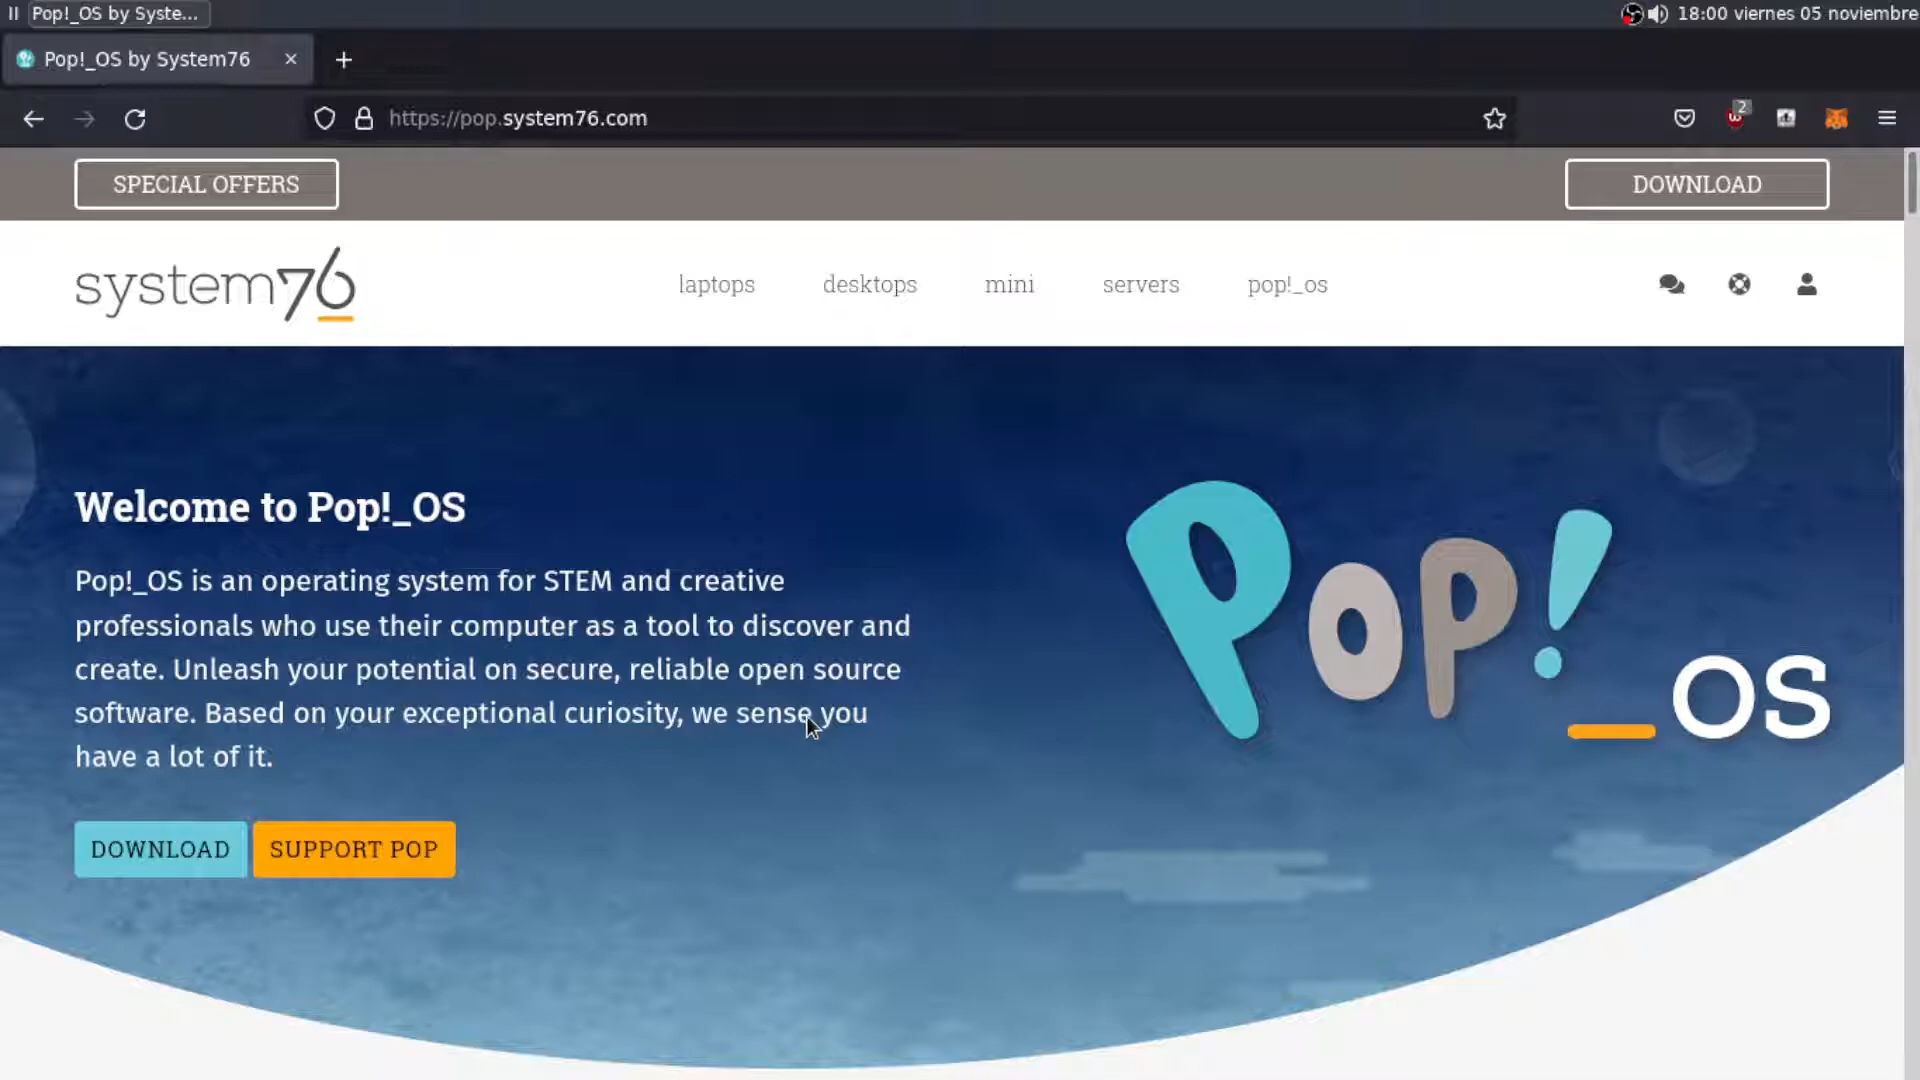 Pop!_OS by Syste...
18:00 viernes 05 noviembre
Pop!_OS by System76
https://pop.system76.com
2
SPECIAL OFFERS
DOWNLOAD
system76
laptops
desktops
mini
servers
pop!_os
Welcome to Pop!_OS
Pop!_OS is an operating system for STEM and creative
professionals who use their computer as a tool to discover and
create. Unleash your potential on secure, reliable open source
software. Based on your exceptional curiosity, we sense you
have a lot of it.
DOWNLOAD
SUPPORT POP
Pop!_OS